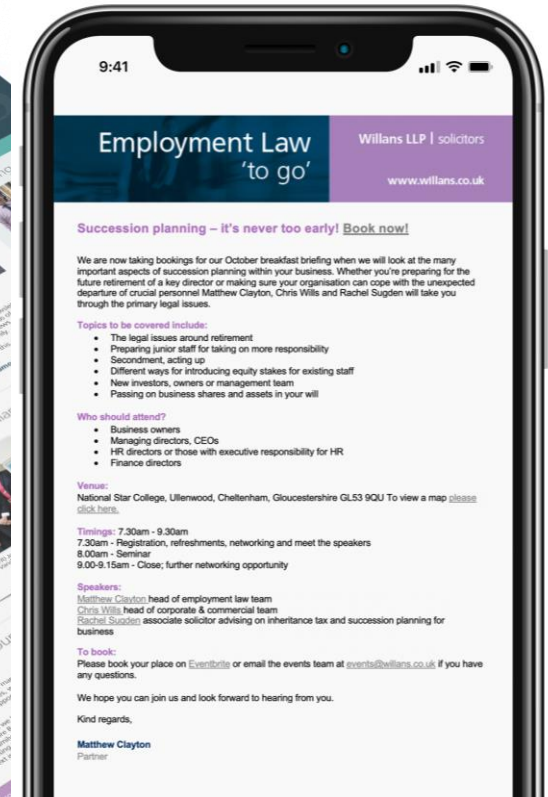 9:41
Employment Law
'to go'
Willans LLP | solicitors
www.willans.co.uk
Succession planning – it's never too early! Book now!
We are now taking bookings for our October breakfast briefing when we will look at the many
important aspects of succession planning within your business. Whether you're preparing for the
future retirement of a key director or making sure your organisation can cope with the unexpected
departure of crucial personnel Matthew Clayton, Chris Wills and Rachel Sugden will take you
through the primary legal issues.
Topics to be covered include:
• The legal issues around retirement
• Preparing junior staff for taking on more responsibility
• Secondment, acting up
• Different ways for introducing equity stakes for existing staff
• New investors, owners or management team
• Passing on business shares and assets in your will
Who should attend?
• Business owners
• Managing directors, CEOs
• HR directors or those with executive responsibility for HR
• Finance directors
Venue:
National Star College, Ullenwood, Cheltenham, Gloucestershire GL53 9QU To view a map please
click here.
Timings: 7.30am - 9.30am
7.30am - Registration, refreshments, networking and meet the speakers
8.00am - Seminar
9.00-9.15am - Close; further networking opportunity
Speakers:
Matthew Clayton head of employment law team
Chris Wills head of corporate & commercial team
Rachel Sugden associate solicitor advising on inheritance tax and succession planning for
business
To book:
Please book your place on Eventbrite or email the events team at events@willans.co.uk if you have
any questions.
We hope you can join us and look forward to hearing from you.
Kind regards,
Matthew Clayton
Partner